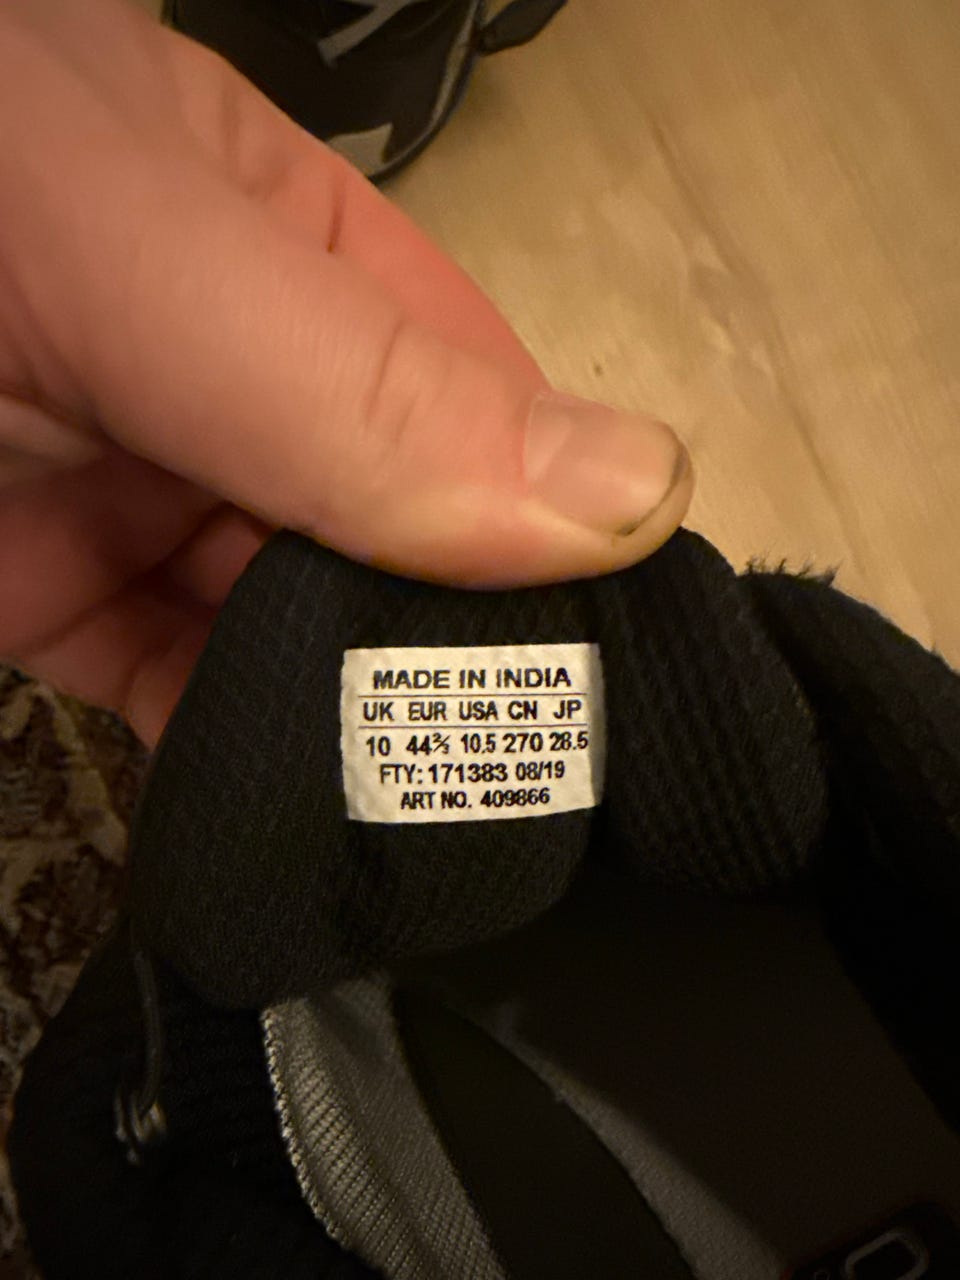 MADE IN INDIA
UK EUR USA CN JP
10 44⅔ 10.5 270 28.5
FTY: 171383 08/19
ART NO. 409866